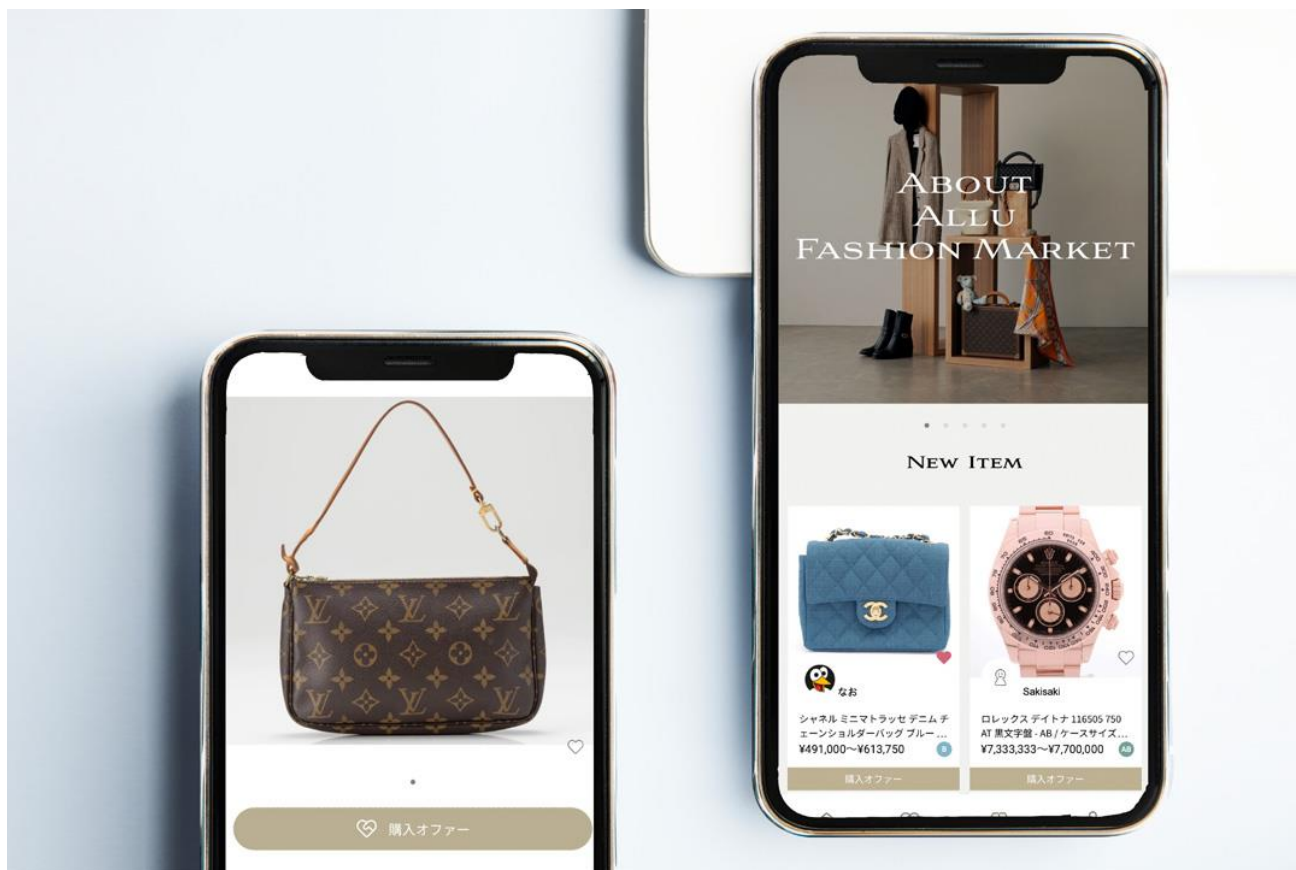 ABOUT
ALLU
FASHION MARKET
NEW ITEM
なお
シャネル ミニマトラッセ デニム チ
ェーンショルダーバッグ ブルー ...
¥491,000〜¥613,750
B
購入オファー
Sakisaki
ロレックス デイトナ 116505 750
AT 黒文字盤 - AB / ケースサイズ...
¥7,333,333〜¥7,700,000
AB
購入オファー
購入オファー